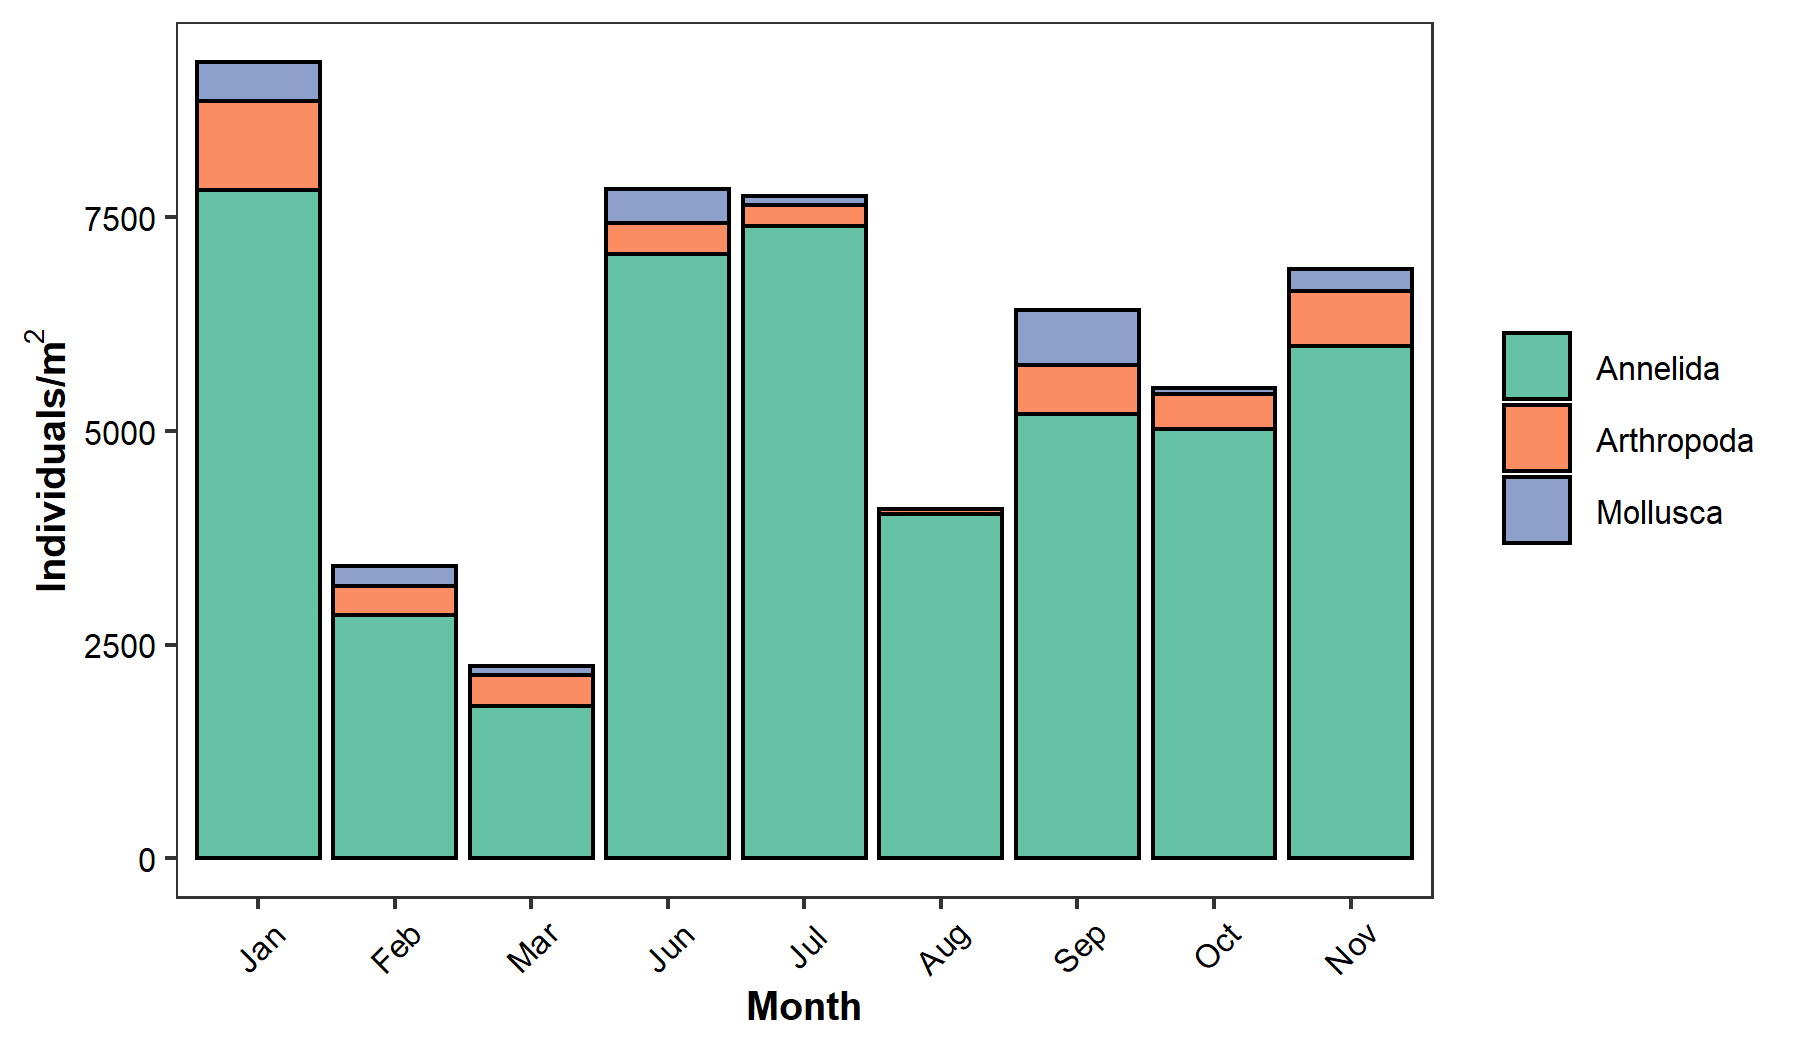 Individuals/m²
7500
5000
2500
0
Jan Feb Mar Jun Jul Aug Sep Oct Nov
Month
Annelida
Arthropoda
Mollusca